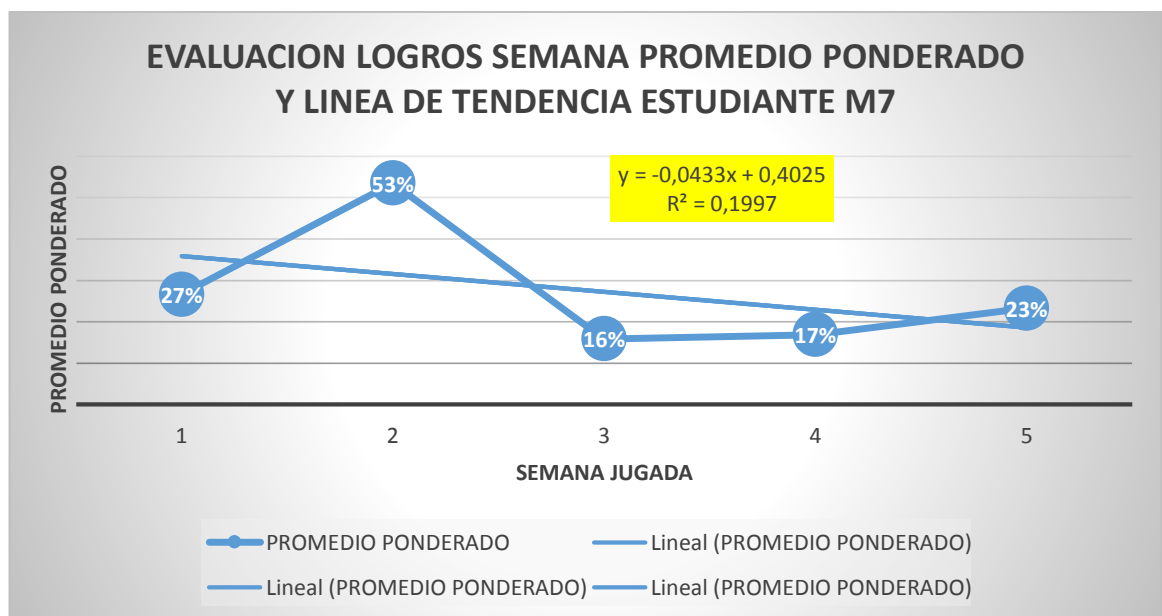 EVALUACION LOGROS SEMANA PROMEDIO PONDERADO
Y LINEA DE TENDENCIA ESTUDIANTE M7
PROMEDIO PONDERADO
y = -0,0433x + 0,4025
R² = 0,1997
27%
53%
16%
17%
23%
1
2
3
4
5
SEMANA JUGADA
PROMEDIO PONDERADO
Lineal (PROMEDIO PONDERADO)
Lineal (PROMEDIO PONDERADO)
Lineal (PROMEDIO PONDERADO)